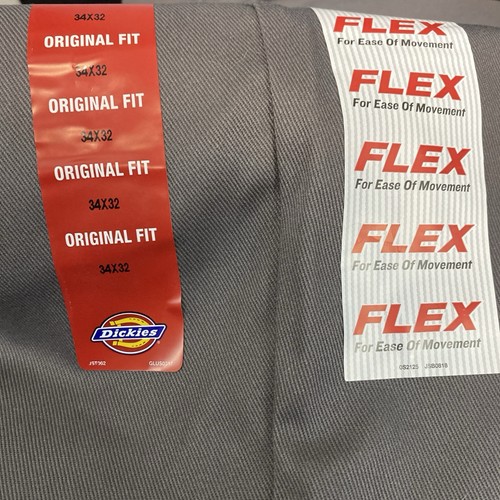 34X32
ORIGINAL FIT
34X32
ORIGINAL FIT
34X32
ORIGINAL FIT
34X32
ORIGINAL FIT
34X32
Dickies
FLEX
For Ease Of Movement
FLEX
For Ease Of Movement
FLEX
For Ease Of Movement
FLEX
For Ease Of Movement
FLEX
For Ease Of Movement